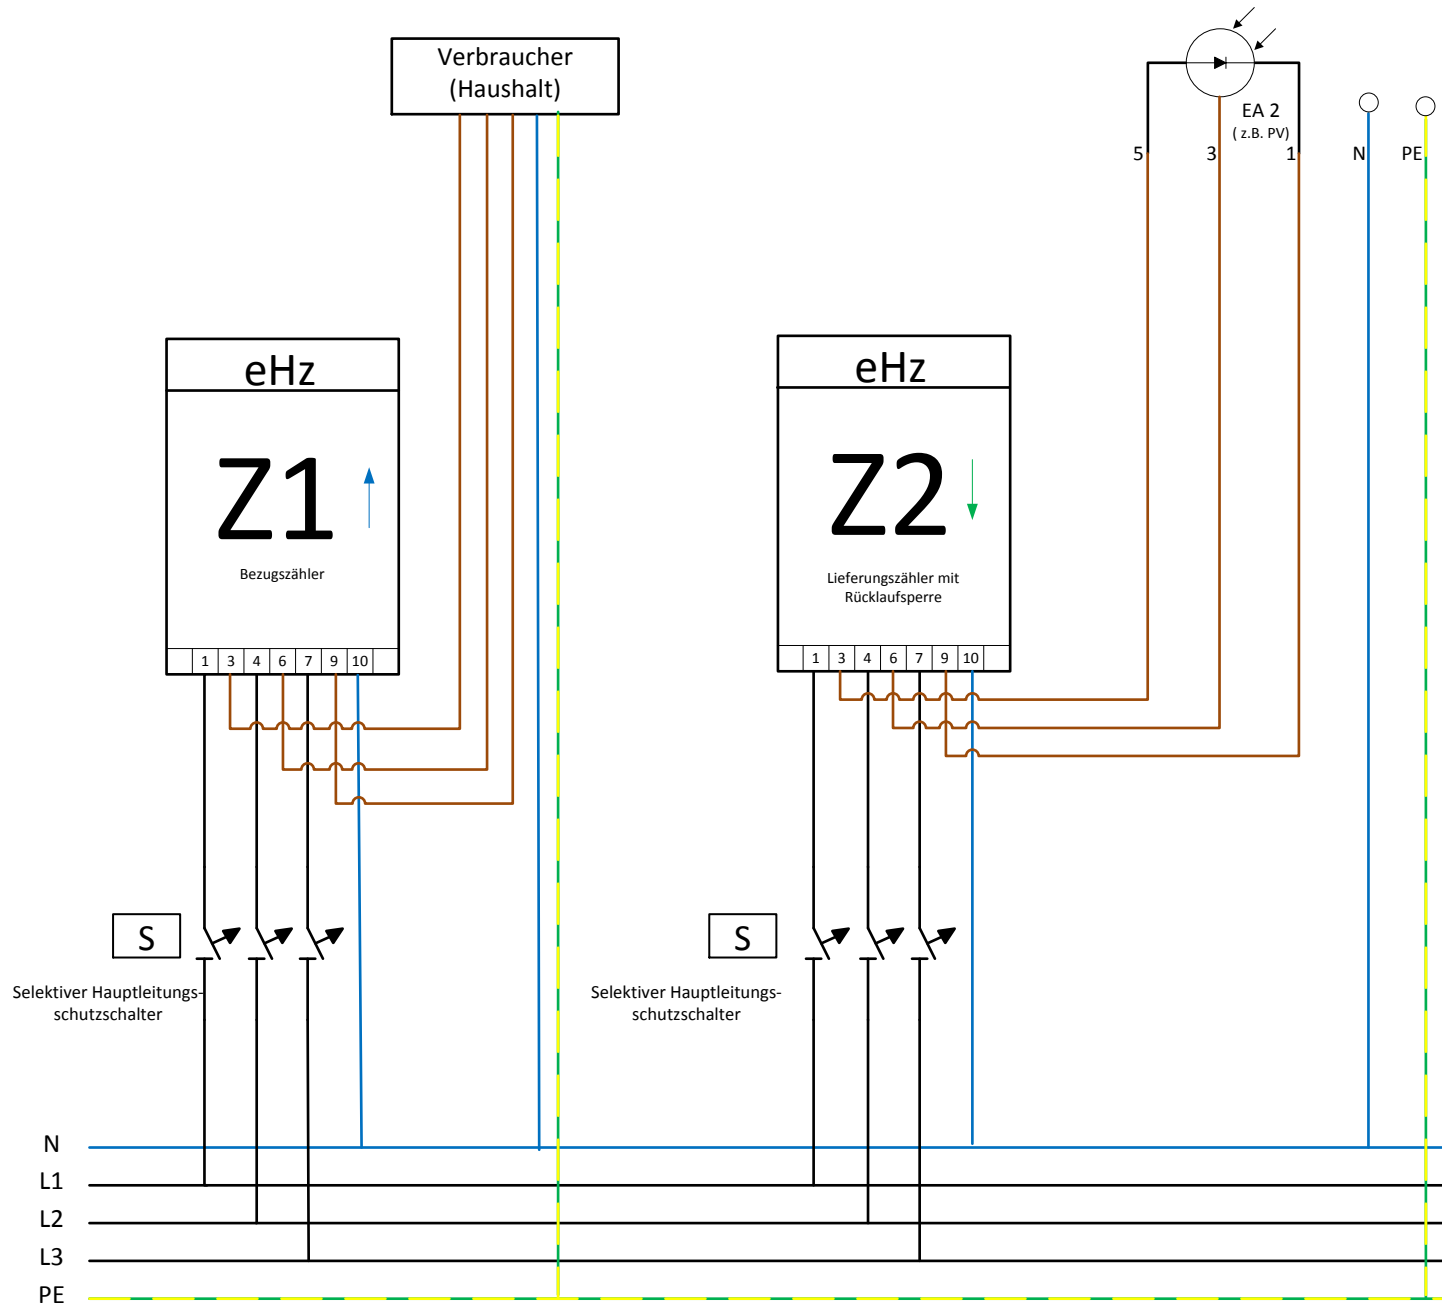 Verbraucher
(Haushalt)
EA 2
( z.B. PV)
5
3
1
N
PE
eHz
Z1
Bezugszähler
1 3 4 6 7 9 10
eHz
Z2
Lieferungszähler mit
Rücklaufsperre
1 3 4 6 7 9 10
S
Selektiver Hauptleitungs-
schutzschalter
S
Selektiver Hauptleitungs-
schutzschalter
N
L1
L2
L3
PE